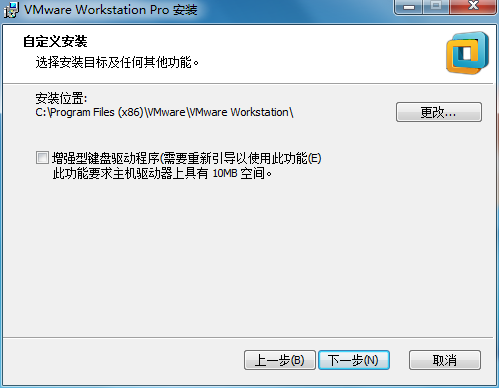 VMware Workstation Pro 安装
自定义安装
选择安装目标及任何其他功能。
安装位置:
C:\Program Files (x86)\VMware\VMware Workstation\
更改...
增强型键盘驱动程序(需要重新引导以使用此功能(E)
此功能要求主机驱动器上具有 10MB 空间。
上一步(B) 下一步(N) 取消